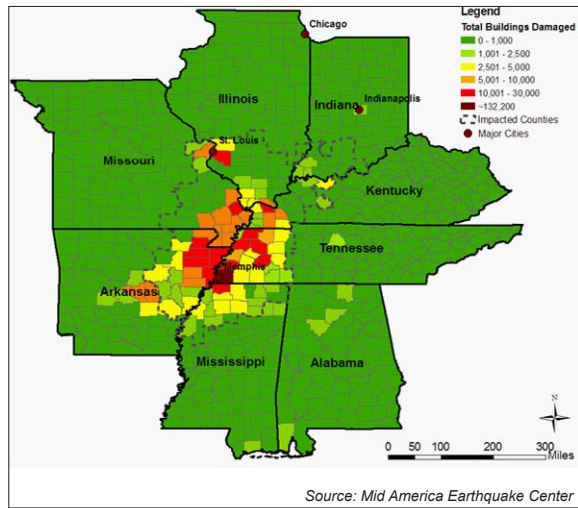 Legend
Total Buildings Damaged
0 - 1,000
1,001 - 2,500
2,501 - 5,000
5,001 - 10,000
10,001 - 30,000
~132,200
Impacted Counties
Major Cities
Chicago
Illinois
Indiana
Indianapolis
St. Louis
Missouri
Kentucky
Tennessee
Memphis
Arkansas
Mississippi
Alabama
N
0 50 100 200 300
Miles
Source: Mid America Earthquake Center